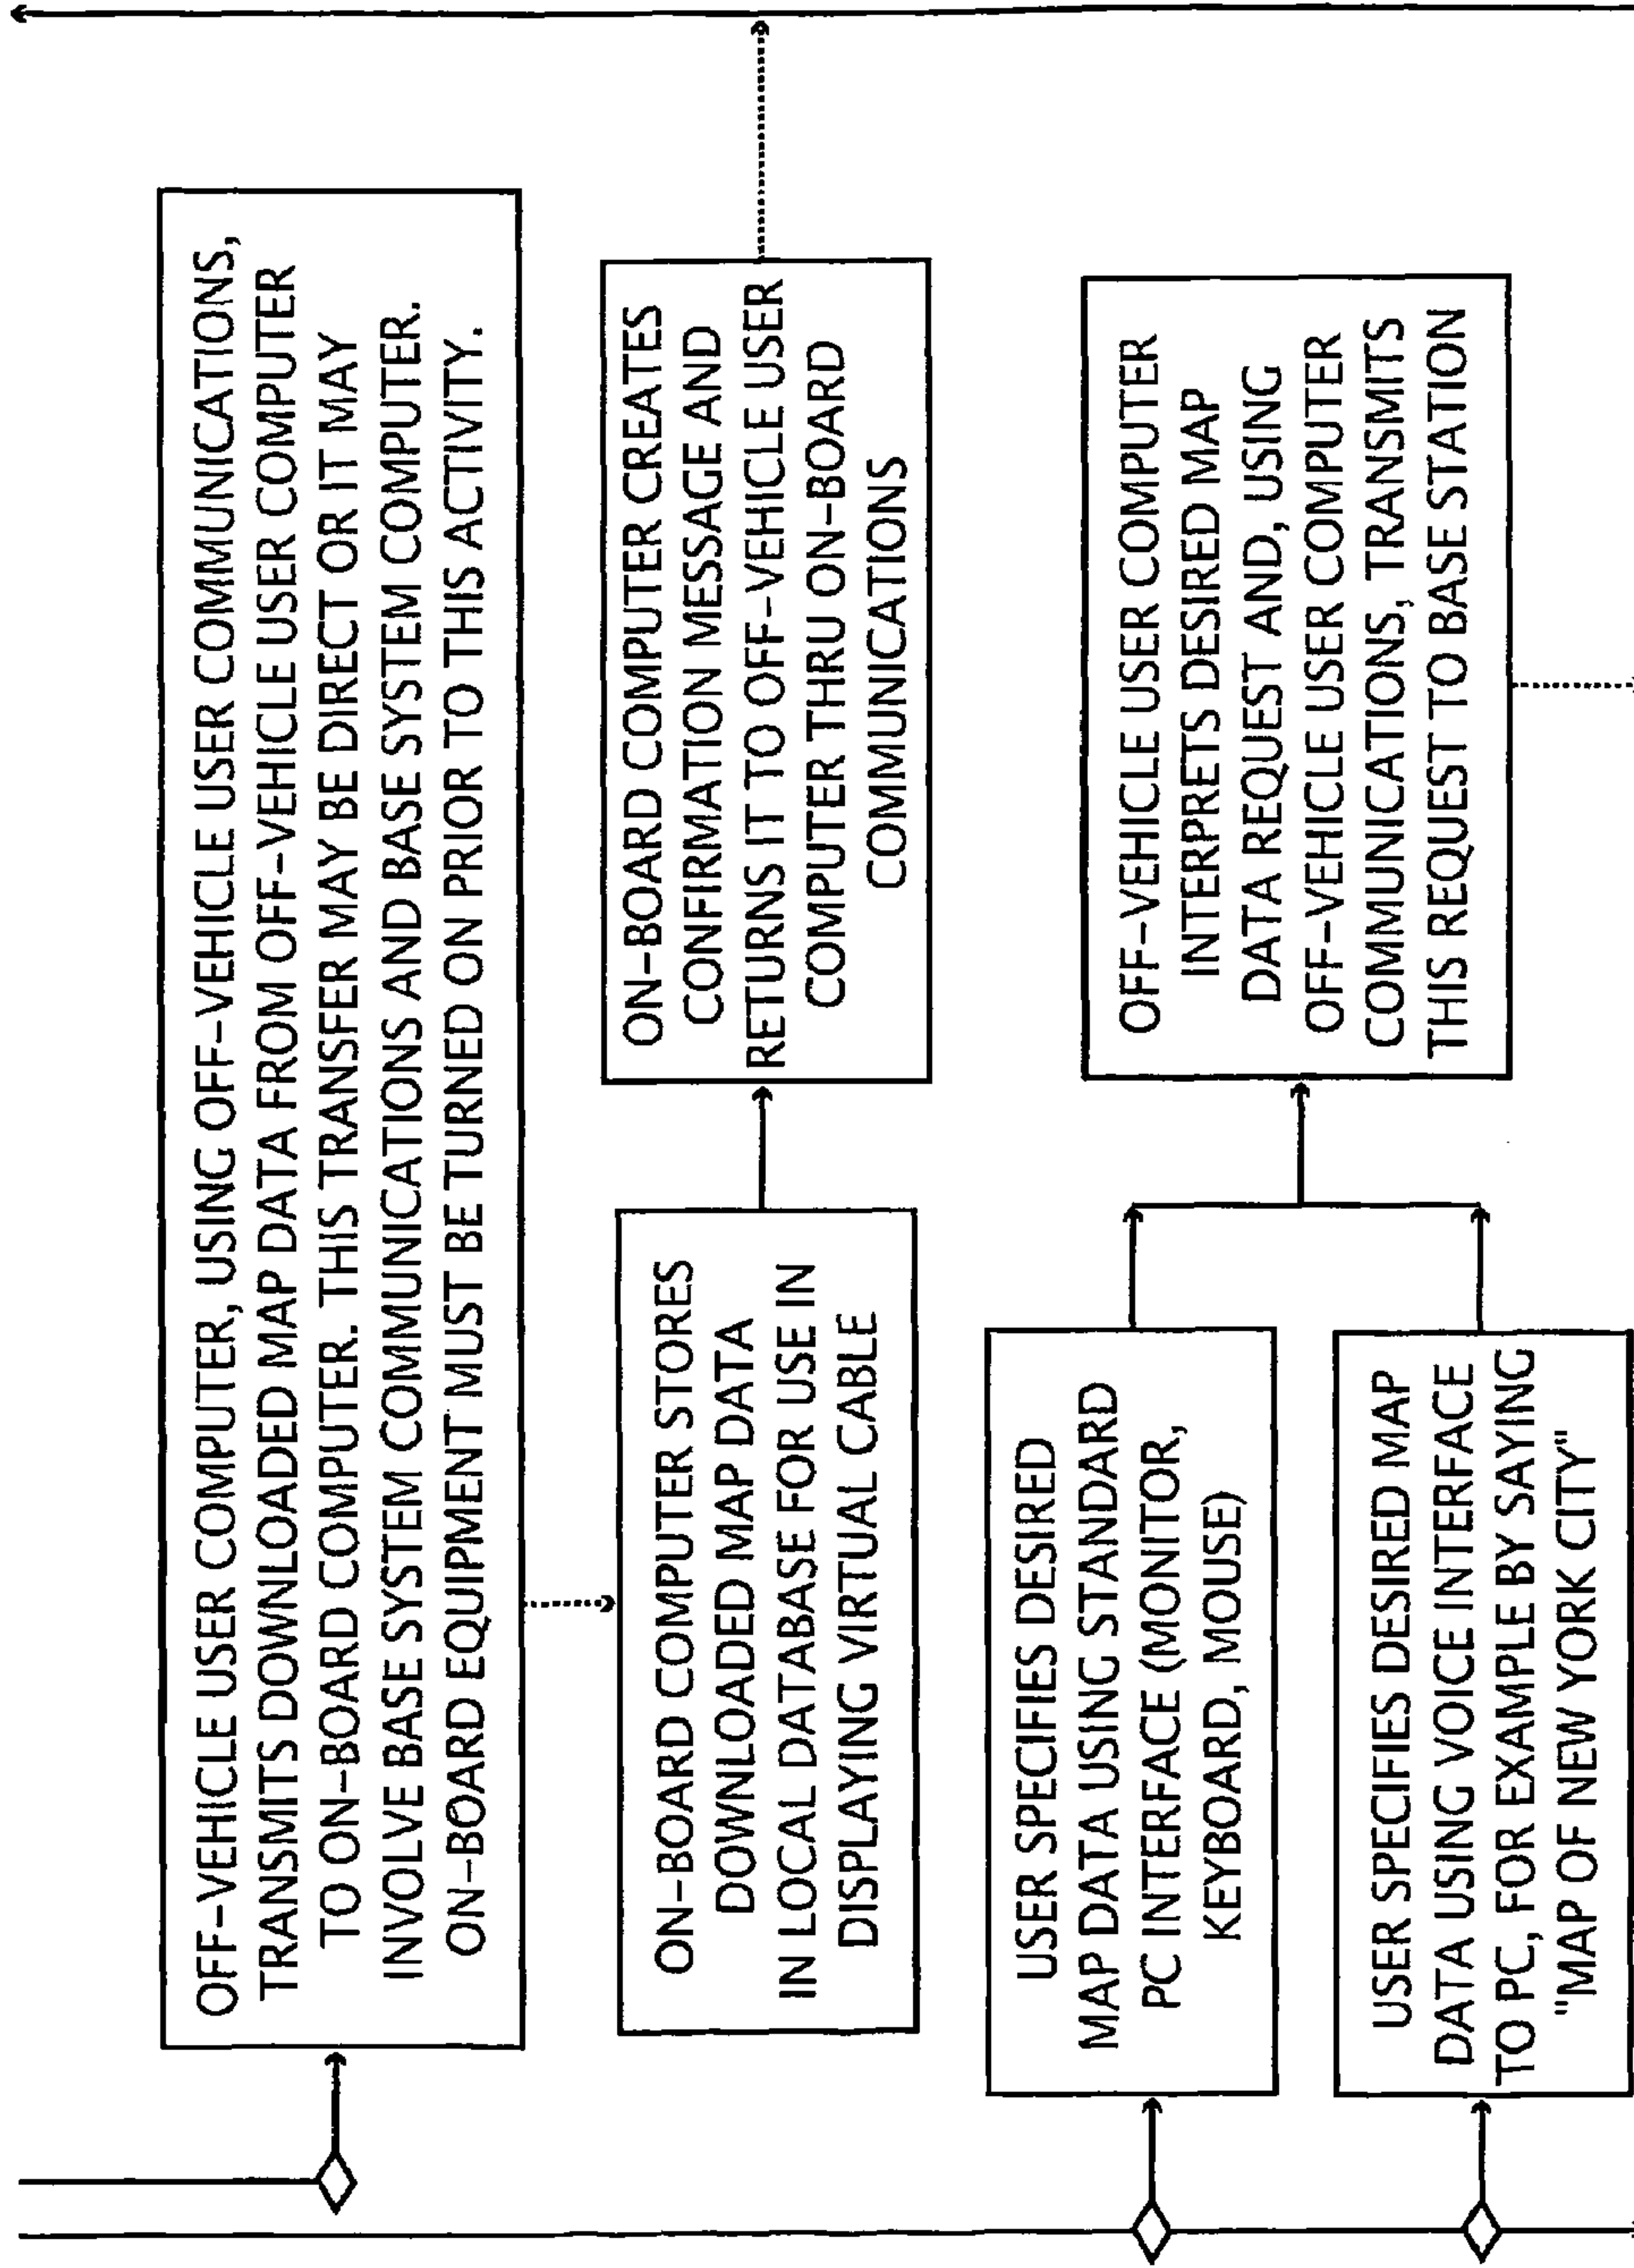 OFF-VEHICLE USER COMPUTER, USING OFF-VEHICLE USER COMMUNICATIONS,
TRANSMITS DOWNLOADED MAP DATA FROM OFF-VEHICLE USER COMPUTER
TO ON-BOARD COMPUTER. THIS TRANSFER MAY BE DIRECT OR IT MAY
INVOLVE BASE SYSTEM COMMUNICATIONS AND BASE SYSTEM COMPUTER.
ON-BOARD EQUIPMENT MUST BE TURNED ON PRIOR TO THIS ACTIVITY.
ON-BOARD COMPUTER STORES
DOWNLOADED MAP DATA
IN LOCAL DATABASE FOR USE IN
DISPLAYING VIRTUAL CABLE
ON-BOARD COMPUTER CREATES
CONFIRMATION MESSAGE AND
RETURNS IT TO OFF-VEHICLE USER
COMPUTER THRU ON-BOARD
COMMUNICATIONS
USER SPECIFIES DESIRED
MAP DATA USING STANDARD
PC INTERFACE (MONITOR,
KEYBOARD, MOUSE)
USER SPECIFIES DESIRED MAP
DATA USING VOICE INTERFACE
TO PC, FOR EXAMPLE BY SAYING
"MAP OF NEW YORK CITY"
OFF-VEHICLE USER COMPUTER
INTERPRETS DESIRED MAP
DATA REQUEST AND, USING
OFF-VEHICLE USER COMPUTER
COMMUNICATIONS, TRANSMITS
THIS REQUEST TO BASE STATION